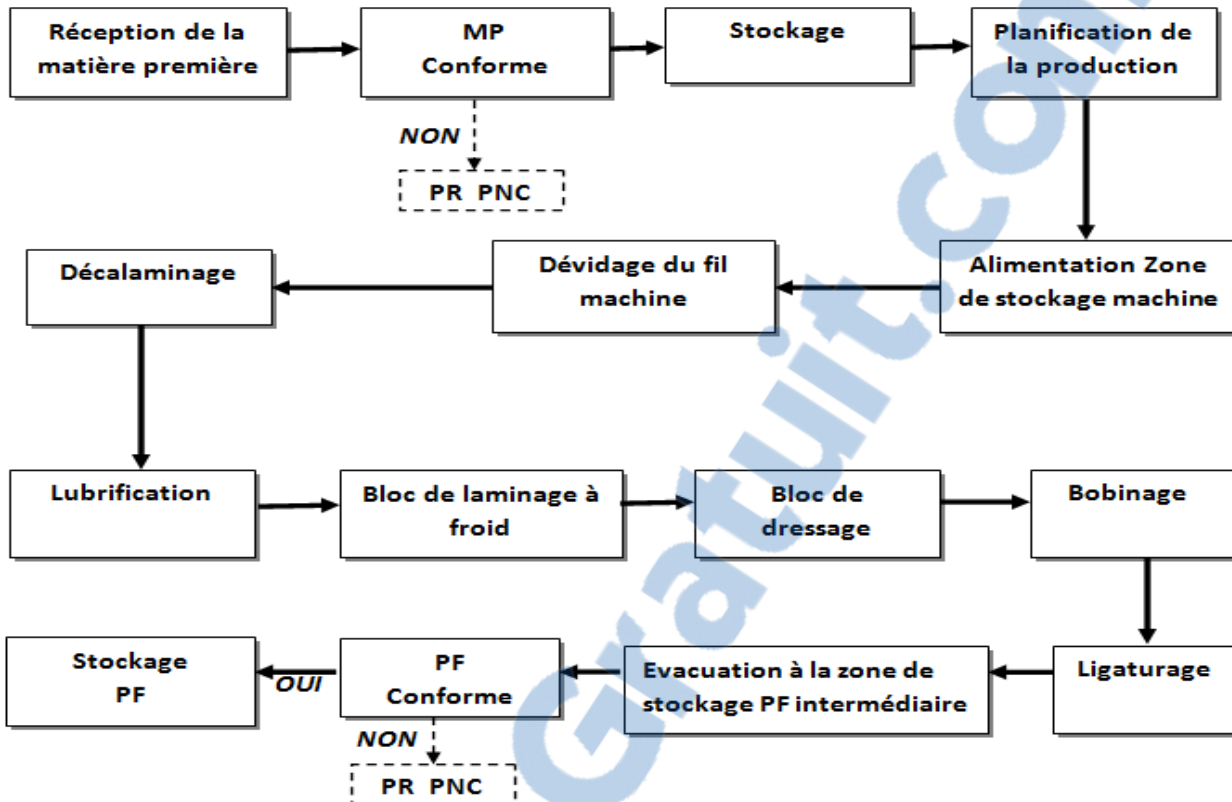 Réception de la
matière première
MP
Conforme
Stockage
Planification de
la production
NON
PR PNC
Alimentation Zone
de stockage machine
Dévidage du fil
machine
Décalaminage
Lubrification
Bloc de laminage à
froid
Bloc de
dressage
Bobinage
Ligaturage
Evacuation à la zone de
stockage PF intermédiaire
PF
Conforme
OUI
Stockage
PF
NON
PR PNC
Gratuit.com